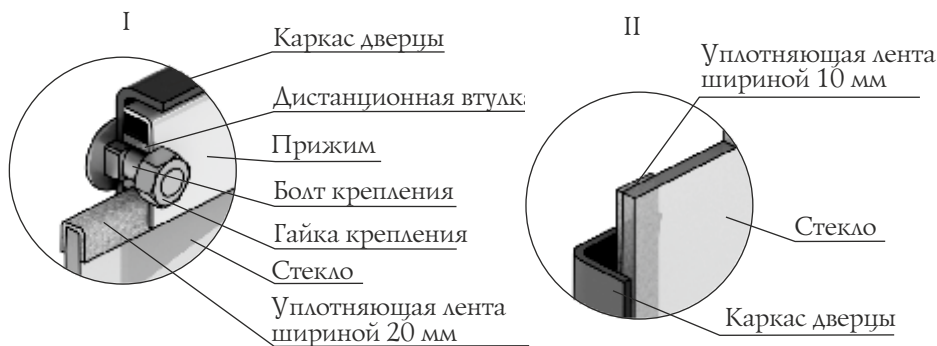 I
Каркас дверцы
Дистанционная втулка
Прижим
Болт крепления
Гайка крепления
Стекло
Уплотняющая лента
шириной 20 мм
II
Уплотняющая лента
шириной 10 мм
Стекло
Каркас дверцы